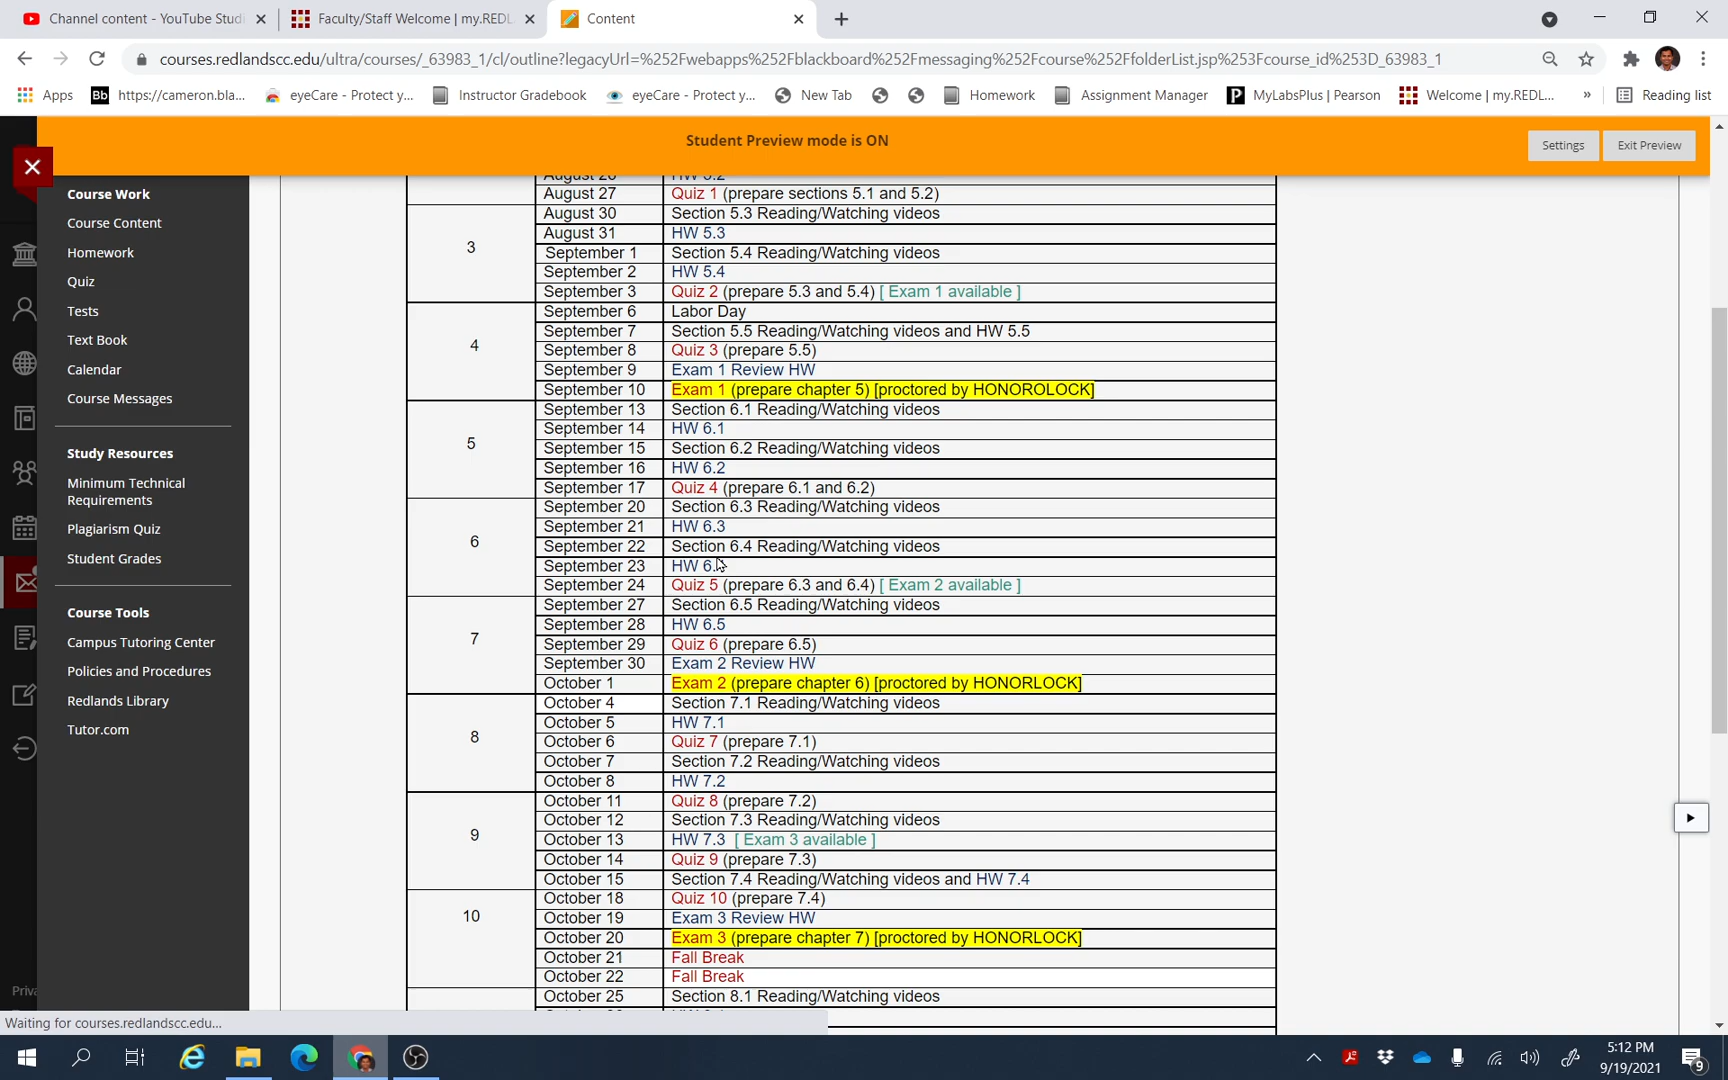 Channel content - YouTube Studi
Faculty/Staff Welcome | my.REDL
Content
courses.redlandscc.edu/ultra/courses/_63983_1/cl/outline?legacyUrl=%252Fwebapps%252Fblackboard%252Fmessaging%252Fcourse%252FfolderList.jsp%253Fcourse_id%253D_63983_1
Apps
Bb https://cameron.bla...
eyeCare - Protect y...
Instructor Gradebook
eyeCare - Protect y...
New Tab
Homework
Assignment Manager
MyLabsPlus | Pearson
Welcome | my.REDL...
»
Reading list
Student Preview mode is ON
Settings
Exit Preview
Course Work
Course Content
Homework
Quiz
Tests
Text Book
Calendar
Course Messages
Study Resources
Minimum Technical
Requirements
Plagiarism Quiz
Student Grades
Course Tools
Campus Tutoring Center
Policies and Procedures
Redlands Library
Tutor.com
Priva
August 27 Quiz 1 (prepare sections 5.1 and 5.2)
3
August 30 Section 5.3 Reading/Watching videos
August 31 HW 5.3
September 1 Section 5.4 Reading/Watching videos
September 2 HW 5.4
September 3 Quiz 2 (prepare 5.3 and 5.4) [ Exam 1 available ]
4
September 6 Labor Day
September 7 Section 5.5 Reading/Watching videos and HW 5.5
September 8 Quiz 3 (prepare 5.5)
September 9 Exam 1 Review HW
September 10 Exam 1 (prepare chapter 5) [proctored by HONOROLOCK]
5
September 13 Section 6.1 Reading/Watching videos
September 14 HW 6.1
September 15 Section 6.2 Reading/Watching videos
September 16 HW 6.2
September 17 Quiz 4 (prepare 6.1 and 6.2)
6
September 20 Section 6.3 Reading/Watching videos
September 21 HW 6.3
September 22 Section 6.4 Reading/Watching videos
September 23 HW
September 24 Quiz 5 (prepare 6.3 and 6.4) [ Exam 2 available ]
7
September 27 Section 6.5 Reading/Watching videos
September 28 HW 6.5
September 29 Quiz 6 (prepare 6.5)
September 30 Exam 2 Review HW
October 1 Exam 2 (prepare chapter 6) [proctored by HONORLOCK]
8
October 4 Section 7.1 Reading/Watching videos
October 5 HW 7.1
October 6 Quiz 7 (prepare 7.1)
October 7 Section 7.2 Reading/Watching videos
October 8 HW 7.2
9
October 11 Quiz 8 (prepare 7.2)
October 12 Section 7.3 Reading/Watching videos
October 13 HW 7.3 [ Exam 3 available ]
October 14 Quiz 9 (prepare 7.3)
October 15 Section 7.4 Reading/Watching videos and HW 7.4
10
October 18 Quiz 10 (prepare 7.4)
October 19 Exam 3 Review HW
October 20 Exam 3 (prepare chapter 7) [proctored by HONORLOCK]
October 21 Fall Break
October 22 Fall Break
October 25 Section 8.1 Reading/Watching videos
Waiting for courses.redlandscc.edu...
5:12 PM
9/19/2021
9